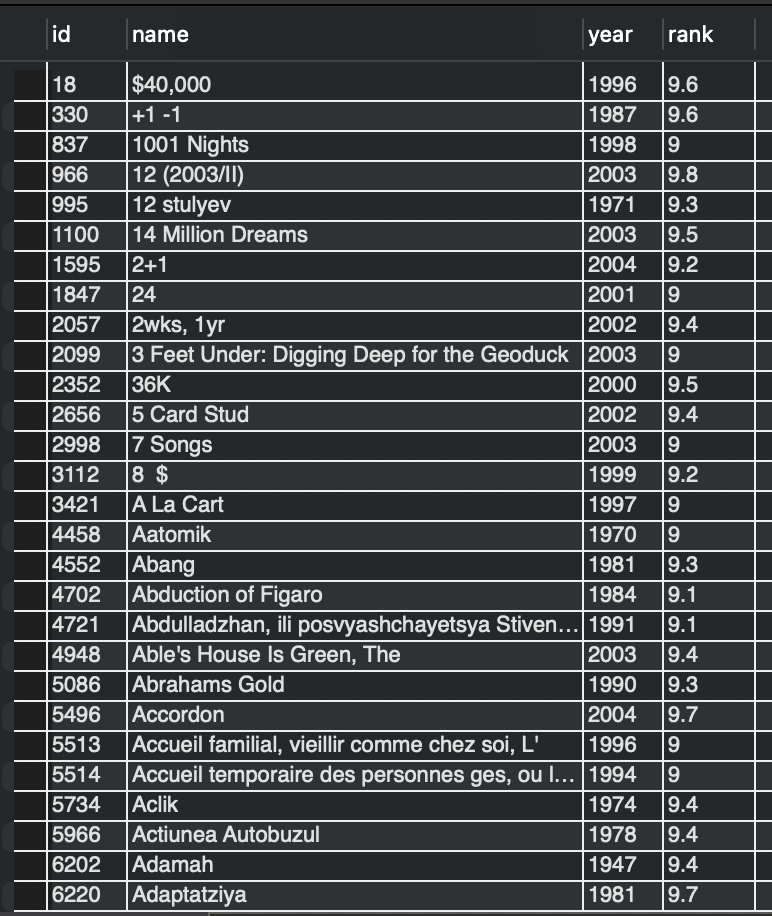 id name year rank
18 $40,000 1996 9.6
330 +1 -1 1987 9.6
837 1001 Nights 1998 9
966 12 (2003/II) 2003 9.8
995 12 stulyev 1971 9.3
1100 14 Million Dreams 2003 9.5
1595 2+1 2004 9.2
1847 24 2001 9
2057 2wks, 1yr 2002 9.4
2099 3 Feet Under: Digging Deep for the Geoduck 2003 9
2352 36K 2000 9.5
2656 5 Card Stud 2002 9.4
2998 7 Songs 2003 9
3112 8  $ 1999 9.2
3421 A La Cart 1997 9
4458 Aatomik 1970 9
4552 Abang 1981 9.3
4702 Abduction of Figaro 1984 9.1
4721 Abdulladzhan, ili posvyashchayetsya Stiven... 1991 9.1
4948 Able's House Is Green, The 2003 9.4
5086 Abrahams Gold 1990 9.3
5496 Accordon 2004 9.7
5513 Accueil familial, vieillir comme chez soi, L' 1996 9
5514 Accueil temporaire des personnes ges, ou l... 1994 9
5734 Aclik 1974 9.4
5966 Actiunea Autobuzul 1978 9.4
6202 Adamah 1947 9.4
6220 Adaptatziya 1981 9.7